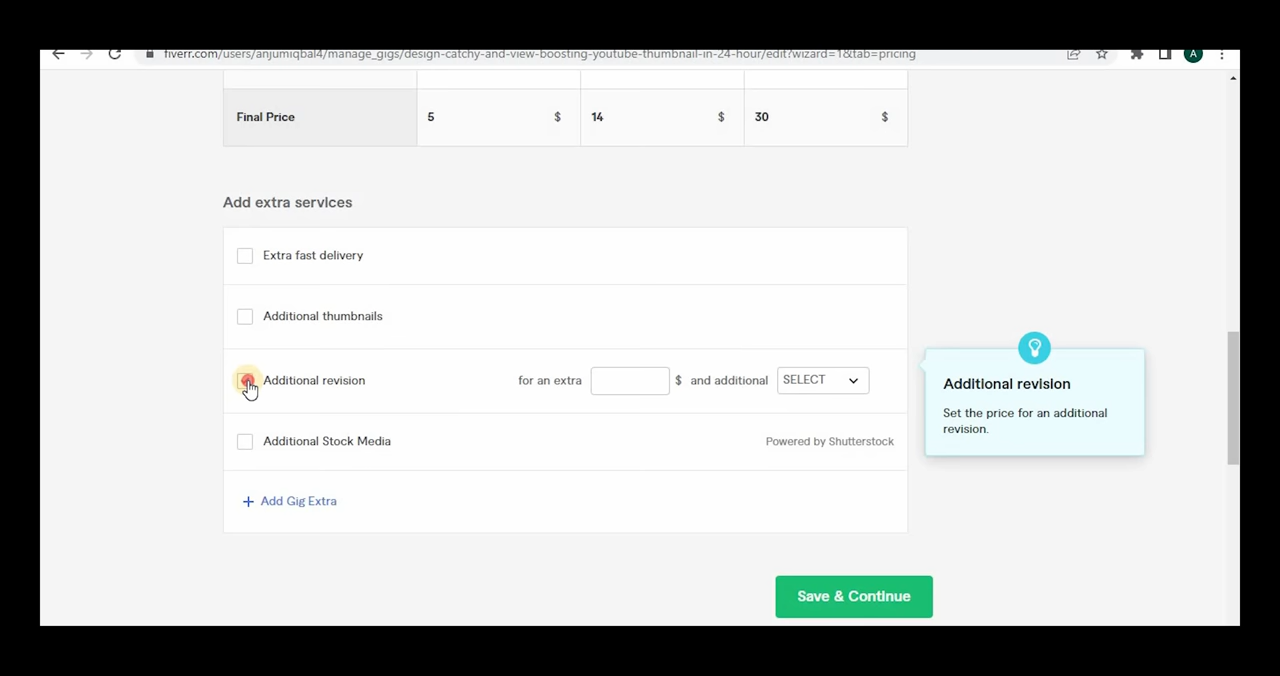 fiverr.com/users/anjumiqbal4/manage_gigs/design-catchy-and-view-boosting-youtube-thumbnail-in-24-hour/edit?wizard=1&tab=pricing A
Final Price 5 $ 14 $ 30 $
Add extra services
Extra fast delivery
Additional thumbnails
Additional revision for an extra $ and additional SELECT
Additional revision
Set the price for an additional
revision.
Additional Stock Media Powered by Shutterstock
+ Add Gig Extra
Save & Continue